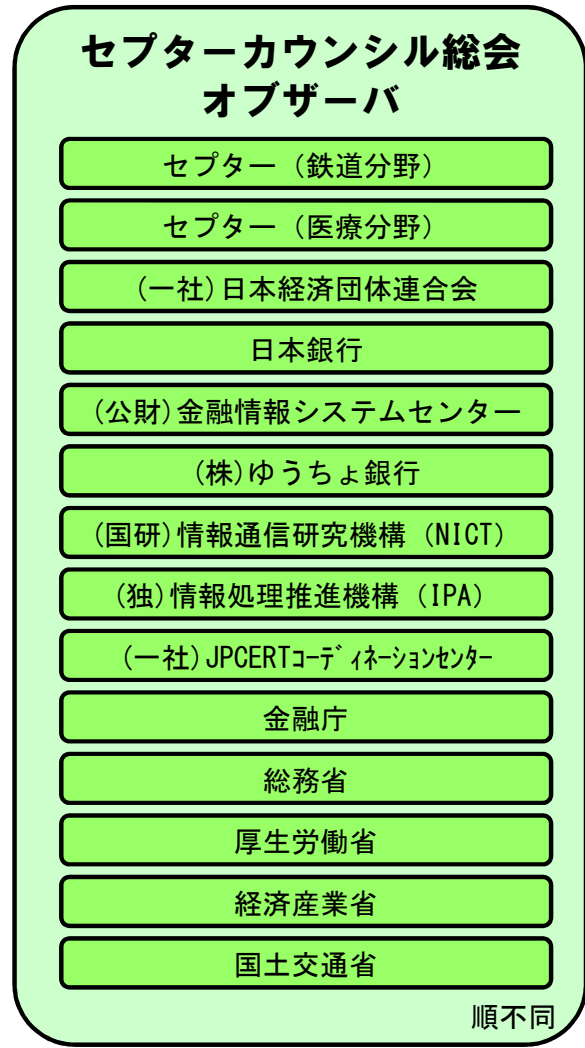 セプターカウンシル総会
オブザーバ
セプター（鉄道分野）
セプター（医療分野）
(一社)日本経済団体連合会
日本銀行
(公財)金融情報システムセンター
(株)ゆうちょ銀行
(国研)情報通信研究機構（NICT）
(独)情報処理推進機構（IPA）
(一社)JPCERTｺｰﾃﾞｨﾈｰｼｮﾝｾﾝﾀｰ
金融庁
総務省
厚生労働省
経済産業省
国土交通省
順不同